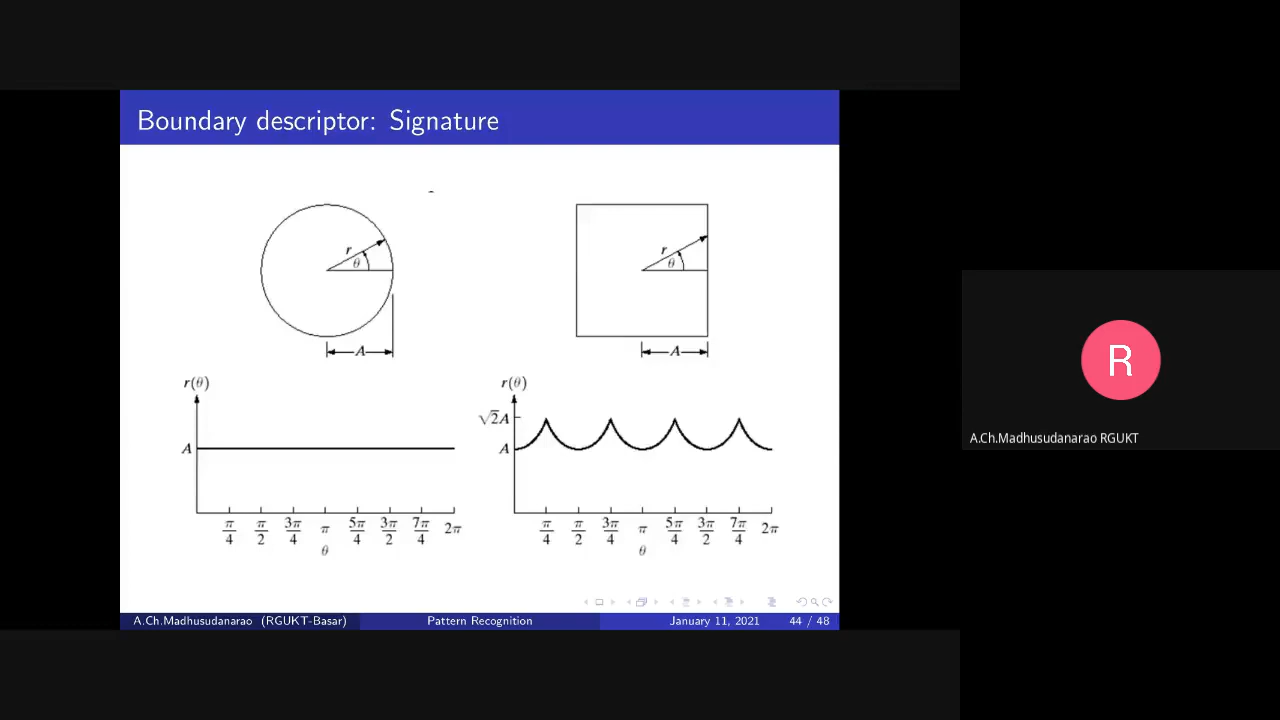 Boundary descriptor: Signature
r
θ
A
r
θ
A
r(θ)
A
π/4 π/2 3π/4 π 5π/4 3π/2 7π/4 2π
θ
r(θ)
√2A
A
π/4 π/2 3π/4 π 5π/4 3π/2 7π/4 2π
θ
A.Ch.Madhusudanarao (RGUKT-Basar) Pattern Recognition January 11, 2021 44 / 48
R
A.Ch.Madhusudanarao RGUKT